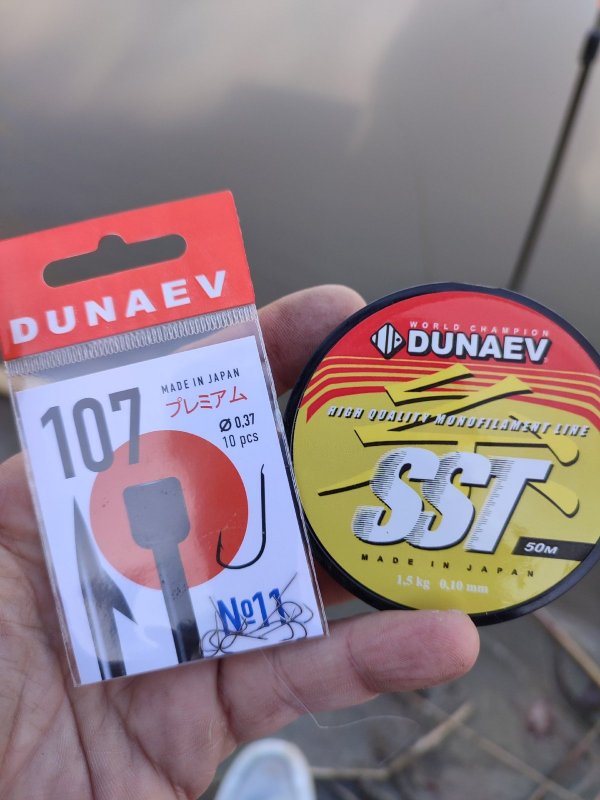 DUNAEV
107
MADE IN JAPAN
プレミアム
Ø 0,37
10 pcs
№11
WORLD CHAMPION
DUNAEV
HIGH QUALITY MONOFILAMENT LINE
SST
50м
MADE IN JAPAN
1,5 kg 0,10 mm